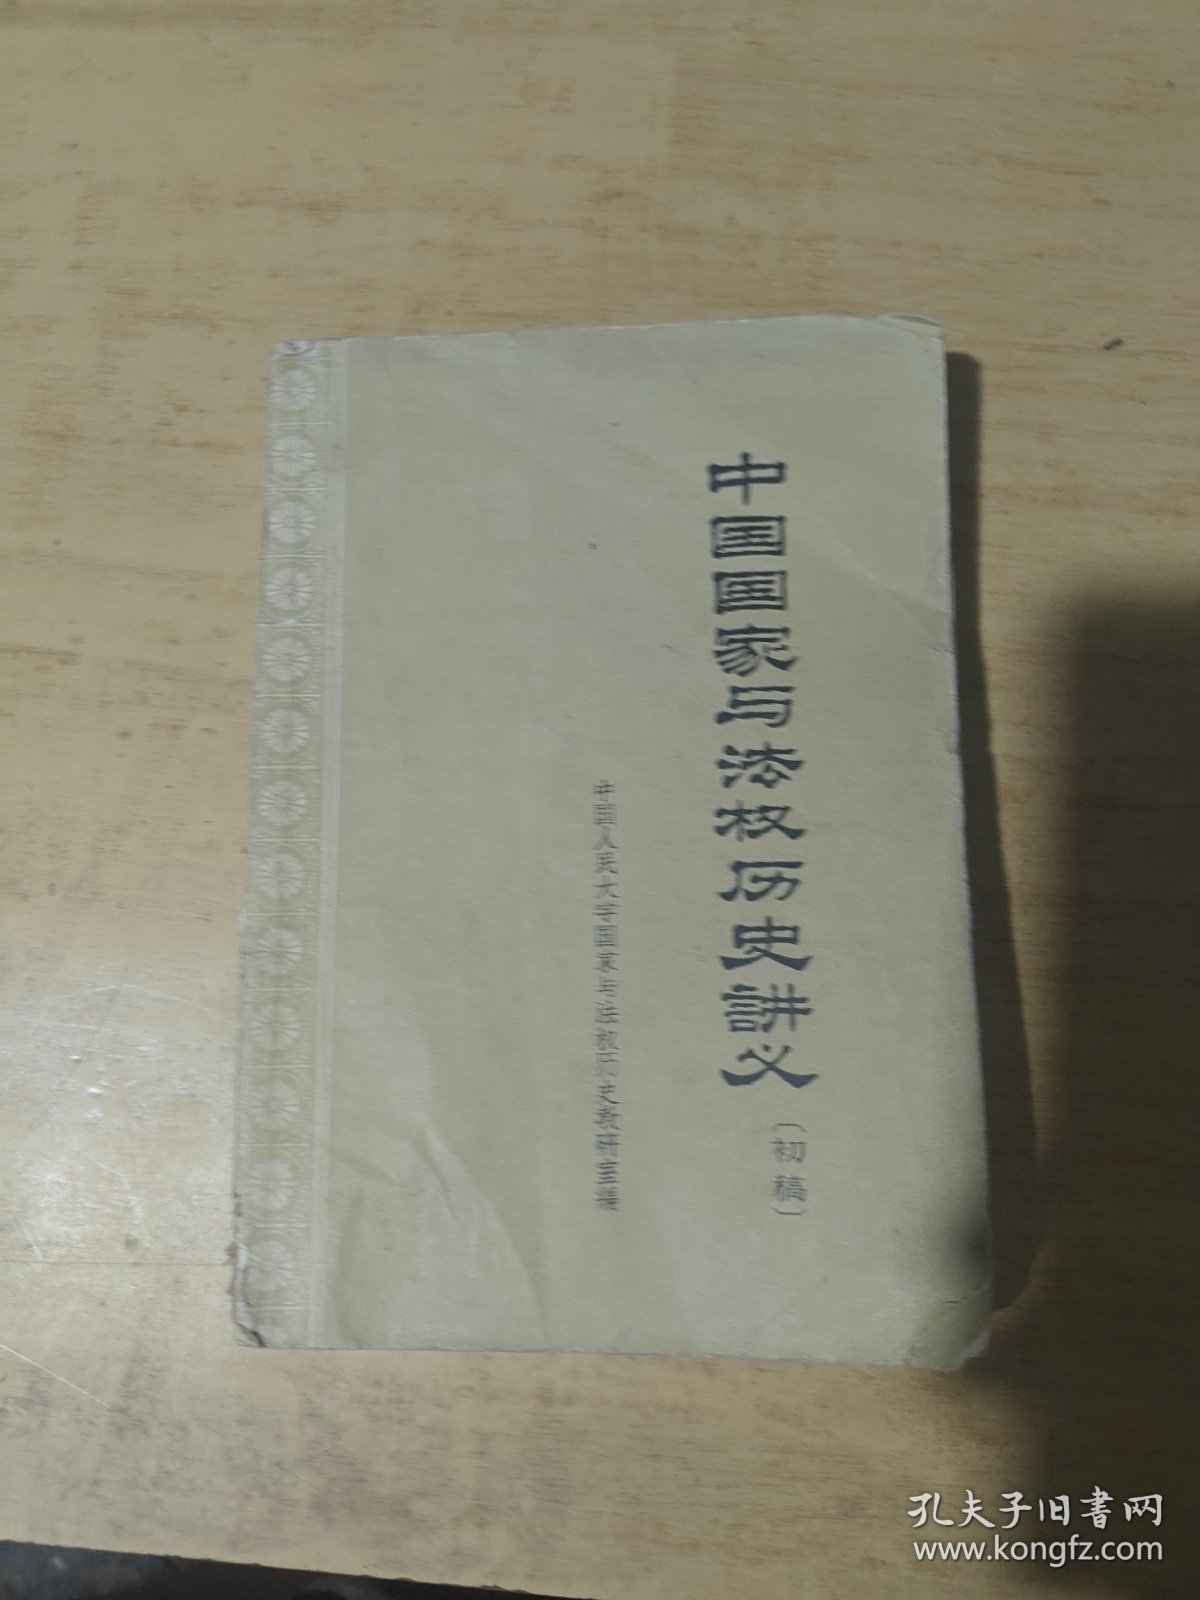 中国国家与法权历史讲义
（初稿）
中国人民大学国家与法权历史教研室编
孔夫子旧书网
www.kongfz.com